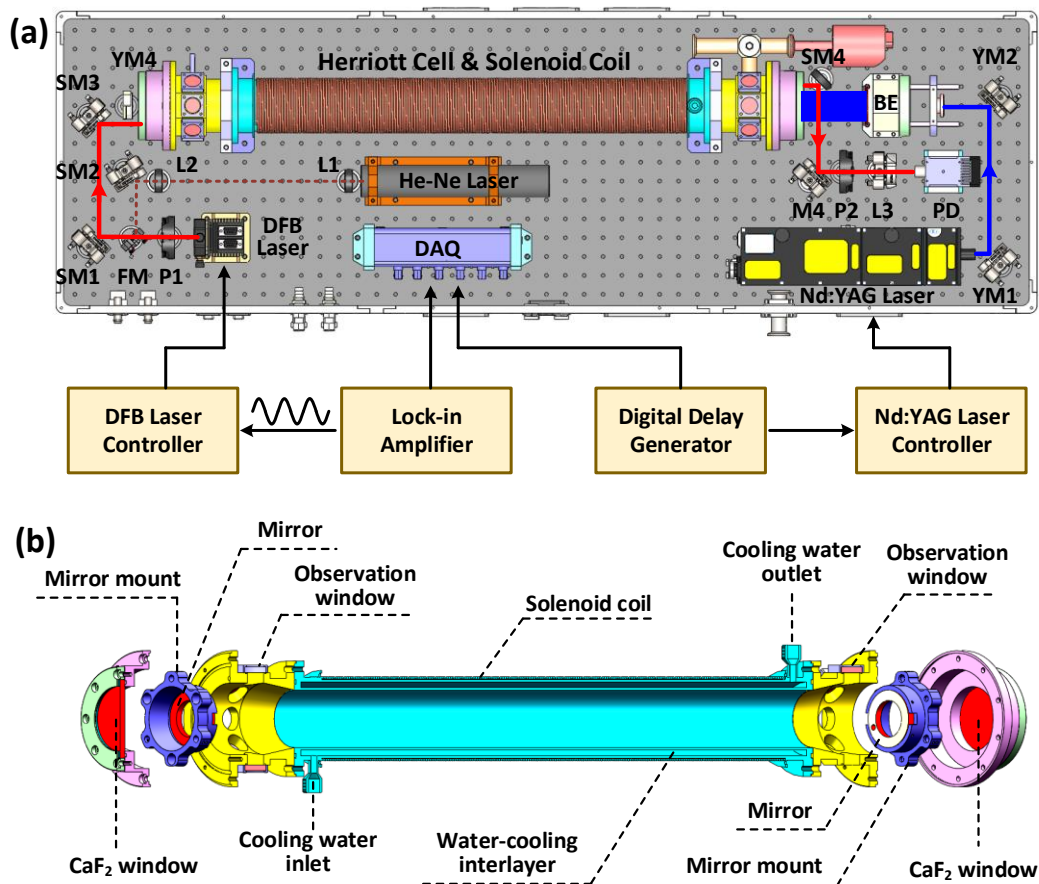 (a)
YM4
SM3
Herriott Cell & Solenoid Coil
SM4
YM2
BE
SM2
L2
L1
He-Ne Laser
DFB
Laser
DAQ
M4
P2
L3
PD
SM1
FM
P1
Nd:YAG Laser
YM1
DFB Laser
Controller
Lock-in
Amplifier
Digital Delay
Generator
Nd:YAG Laser
Controller
(b)
Mirror
Mirror mount
Observation
window
Solenoid coil
Cooling water
outlet
Observation
window
CaF₂ window
Cooling water
inlet
Water-cooling
interlayer
Mirror
Mirror mount
CaF₂ window